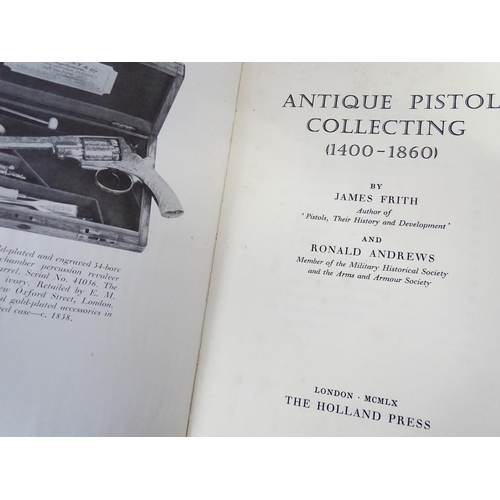 ld-plated and engraved 54-bore
chamber percussion revolver
arrel. Serial No. 41036. The
ivory. Retailed by E. M.
ew Oxford Street, London.
d gold-plated accessories in
ed case—c. 1858.
ANTIQUE PISTOL
COLLECTING
(1400-1860)
BY
JAMES FRITH
Author of
'Pistols, Their History and Development'
AND
RONALD ANDREWS
Member of the Military Historical Society
and the Arms and Armour Society
LONDON · MCMLX
THE HOLLAND PRESS